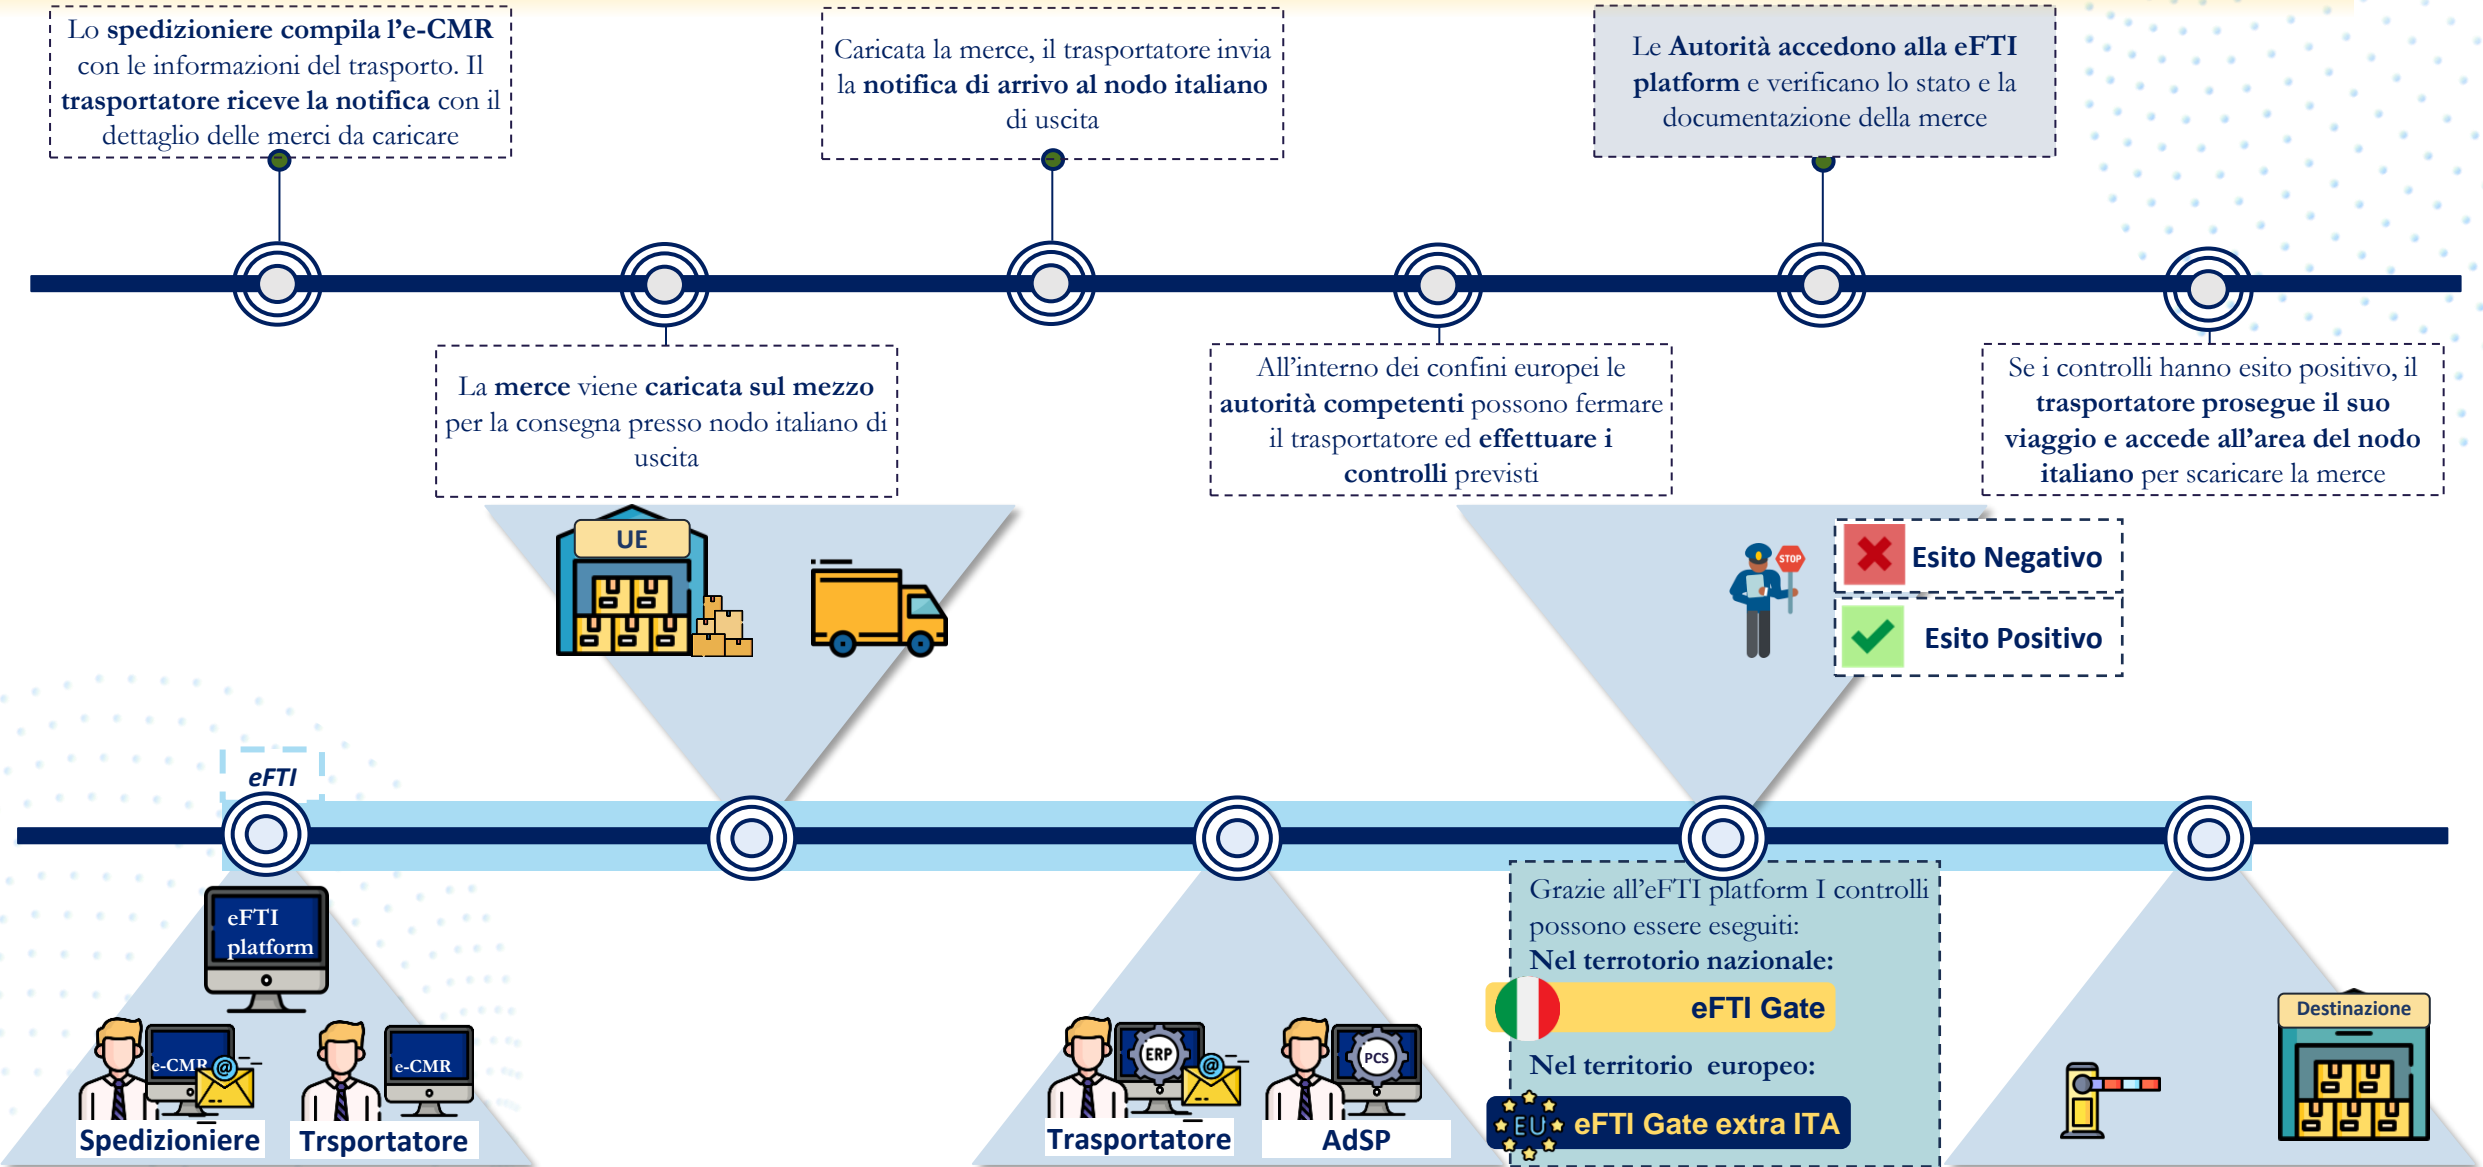 Lo spedizioniere compila l’e-CMR
con le informazioni del trasporto. Il
trasportatore riceve la notifica con il
dettaglio delle merci da caricare
Caricata la merce, il trasportatore invia
la notifica di arrivo al nodo italiano
di uscita
Le Autorità accedono alla eFTI
platform e verificano lo stato e la
documentazione della merce
La merce viene caricata sul mezzo
per la consegna presso nodo italiano di
uscita
All’interno dei confini europei le
autorità competenti possono fermare
il trasportatore ed effettuare i
controlli previsti
Se i controlli hanno esito positivo, il
trasportatore prosegue il suo
viaggio e accede all’area del nodo
italiano per scaricare la merce
UE
STOP
Esito Negativo
Esito Positivo
eFTI
eFTI
platform
e-CMR
@
e-CMR
Spedizioniere
Trsportatore
ERP
@
PCS
Trasportatore
AdSP
Grazie all’eFTI platform I controlli
possono essere eseguiti:
Nel terrotorio nazionale:
eFTI Gate
Nel territorio europeo:
EU
eFTI Gate extra ITA
Destinazione